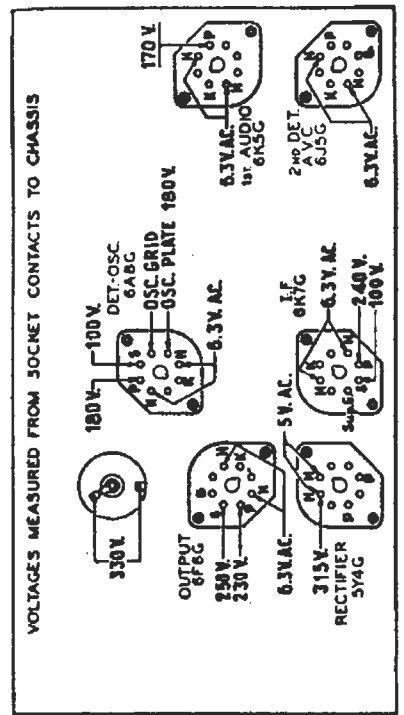 VOLTAGES MEASURED FROM SOCKET CONTACTS TO CHASSIS
330 V.
180 V.
100 V.
DET.-OSC.
6A8G
OSC. GRID
OSC. PLATE 180 V.
6.3 V. AC.
P
S
H
K
H
170 V.
H
P
K
H
6.3 V. AC.
1ST. AUDIO
6K5G
OUTPUT
6F6G
250 V.
230 V.
6.3 V. AC.
H
K
H
P
S
315 V.
5 V. AC.
RECTIFIER
5Y4G
H
H
P
P
I.F.
6K7G
6.3 V. AC.
240 V.
100 V.
H
K
Sup.G.
H
P
S
2ND DET.
A V C
6J5G
6.3 V. AC.
H
K
H
P